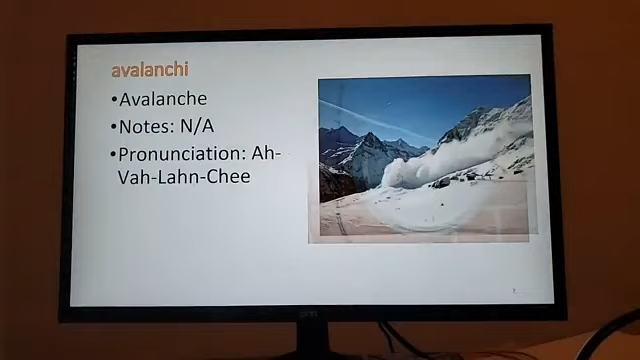 avalanchi
•Avalanche
•Notes: N/A
•Pronunciation: Ah-
Vah-Lahn-Chee